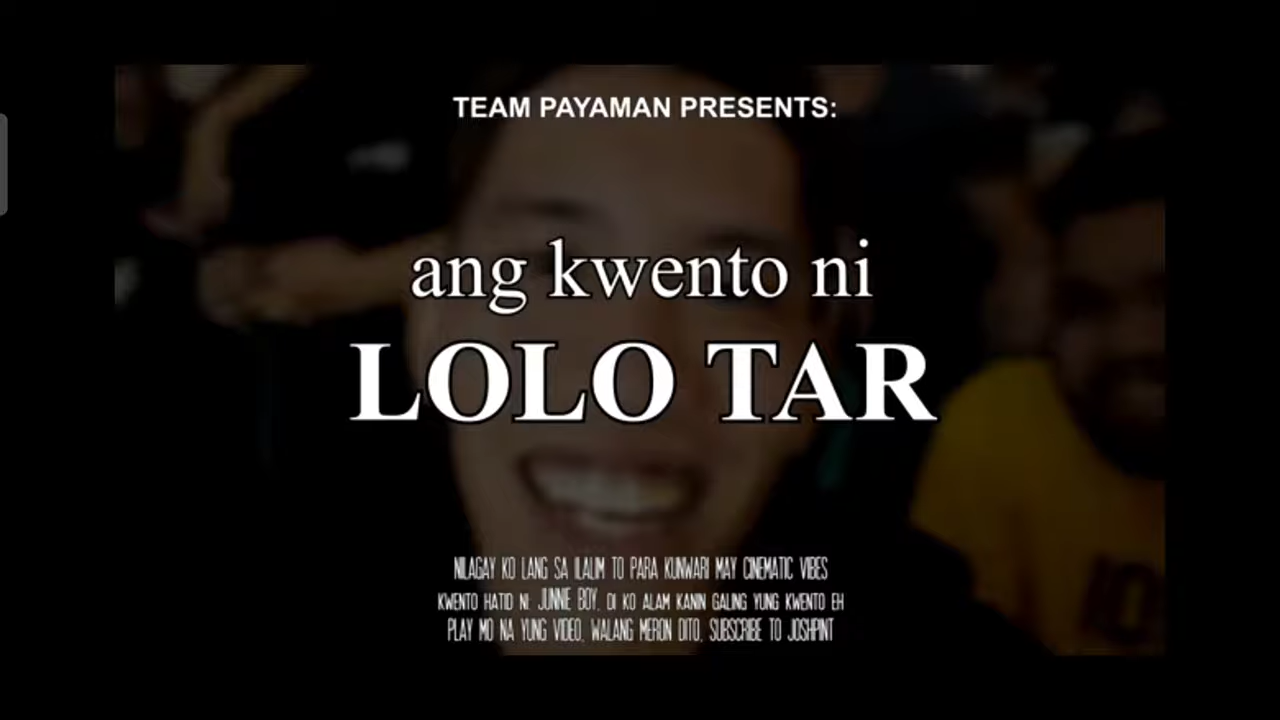 TEAM PAYAMAN PRESENTS:
ang kwento ni
LOLO TAR
NILAGAY KO LANG SA ILALIM TO PARA KUNWARI MAY CINEMATIC VIBES
KWENTO HATID NI: JUNNIE BOY, DI KO ALAM KANIN GALING YUNG KWENTO EH
PLAY MO NA YUNG VIDEO, WALANG MERON DITO, SUBSCRIBE TO JOSHPINT